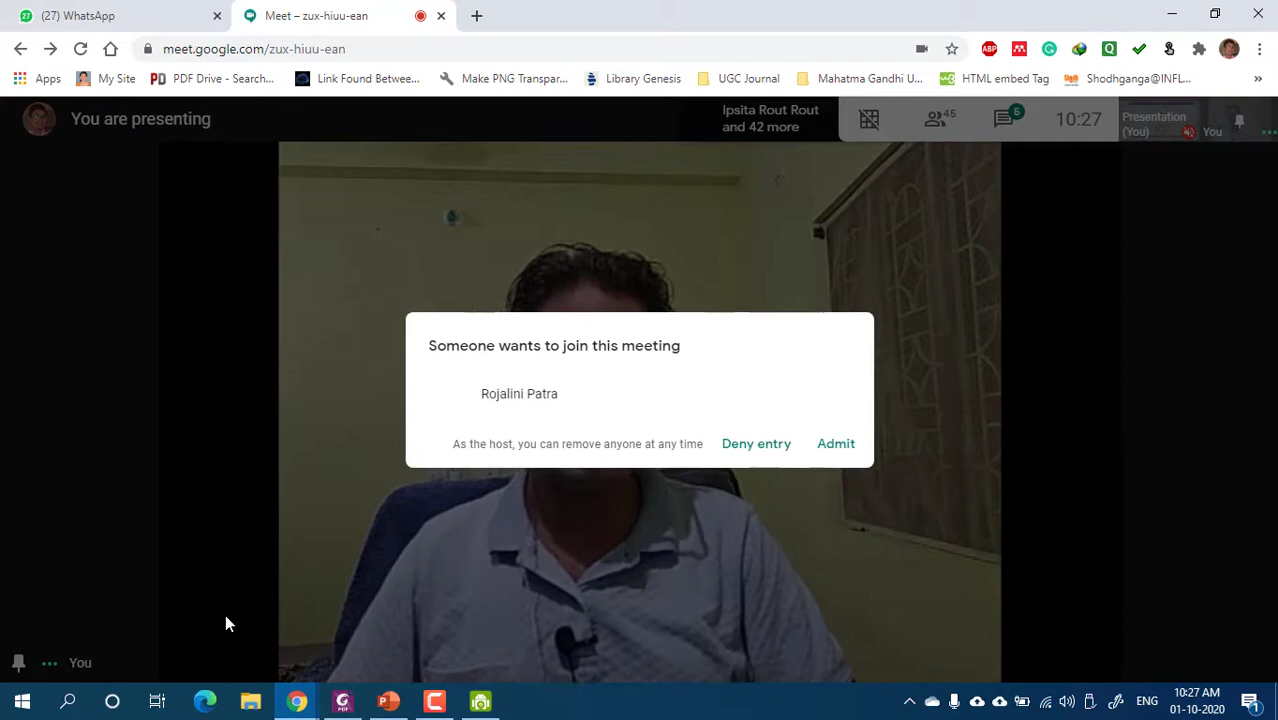 27 (27) WhatsApp
Meet – zux-hiuu-ean
meet.google.com/zux-hiuu-ean
ABP
Apps
My Site
PDF Drive - Search...
Link Found Betwee...
Make PNG Transpar...
Library Genesis
UGC Journal
Mahatma Gandhi U...
HTML embed Tag
Shodhganga@INFL...
»
You are presenting
Ipsita Rout Rout
and 42 more
45
5
10:27
Presentation
(You)
You
Someone wants to join this meeting
Rojalini Patra
As the host, you can remove anyone at any time
Deny entry
Admit
You
ENG
10:27 AM
01-10-2020
1